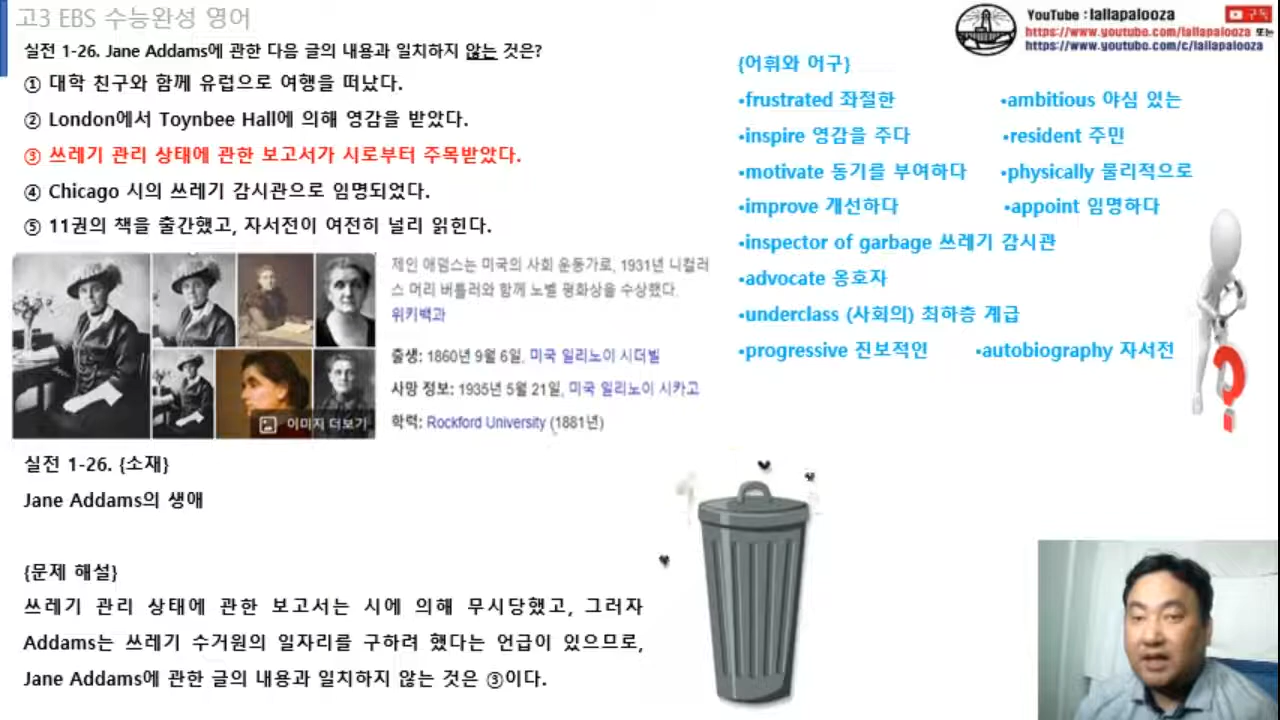 고3 EBS 수능완성 영어
YouTube : lallapalooza
구독
https://www.youtube.com/lallapalooza 또는
https://www.youtube.com/c/lallapalooza
실전 1-26. Jane Addams에 관한 다음 글의 내용과 일치하지 않는 것은?
① 대학 친구와 함께 유럽으로 여행을 떠났다.
② London에서 Toynbee Hall에 의해 영감을 받았다.
③ 쓰레기 관리 상태에 관한 보고서가 시로부터 주목받았다.
④ Chicago 시의 쓰레기 감시관으로 임명되었다.
⑤ 11권의 책을 출간했고, 자서전이 여전히 널리 읽힌다.
{어휘와 어구}
•frustrated 좌절한 •ambitious 야심 있는
•inspire 영감을 주다 •resident 주민
•motivate 동기를 부여하다 •physically 물리적으로
•improve 개선하다 •appoint 임명하다
•inspector of garbage 쓰레기 감시관
•advocate 옹호자
•underclass (사회의) 최하층 계급
•progressive 진보적인 •autobiography 자서전
제인 애덤스는 미국의 사회 운동가로, 1931년 니컬러
스 머리 버틀러와 함께 노벨 평화상을 수상했다.
위키백과
출생: 1860년 9월 6일, 미국 일리노이 시더빌
사망 정보: 1935년 5월 21일, 미국 일리노이 시카고
학력: Rockford University (1881년)
이미지 더보기
실전 1-26. {소재}
Jane Addams의 생애
{문제 해설}
쓰레기 관리 상태에 관한 보고서는 시에 의해 무시당했고, 그러자
Addams는 쓰레기 수거원의 일자리를 구하려 했다는 언급이 있으므로,
Jane Addams에 관한 글의 내용과 일치하지 않는 것은 ③이다.